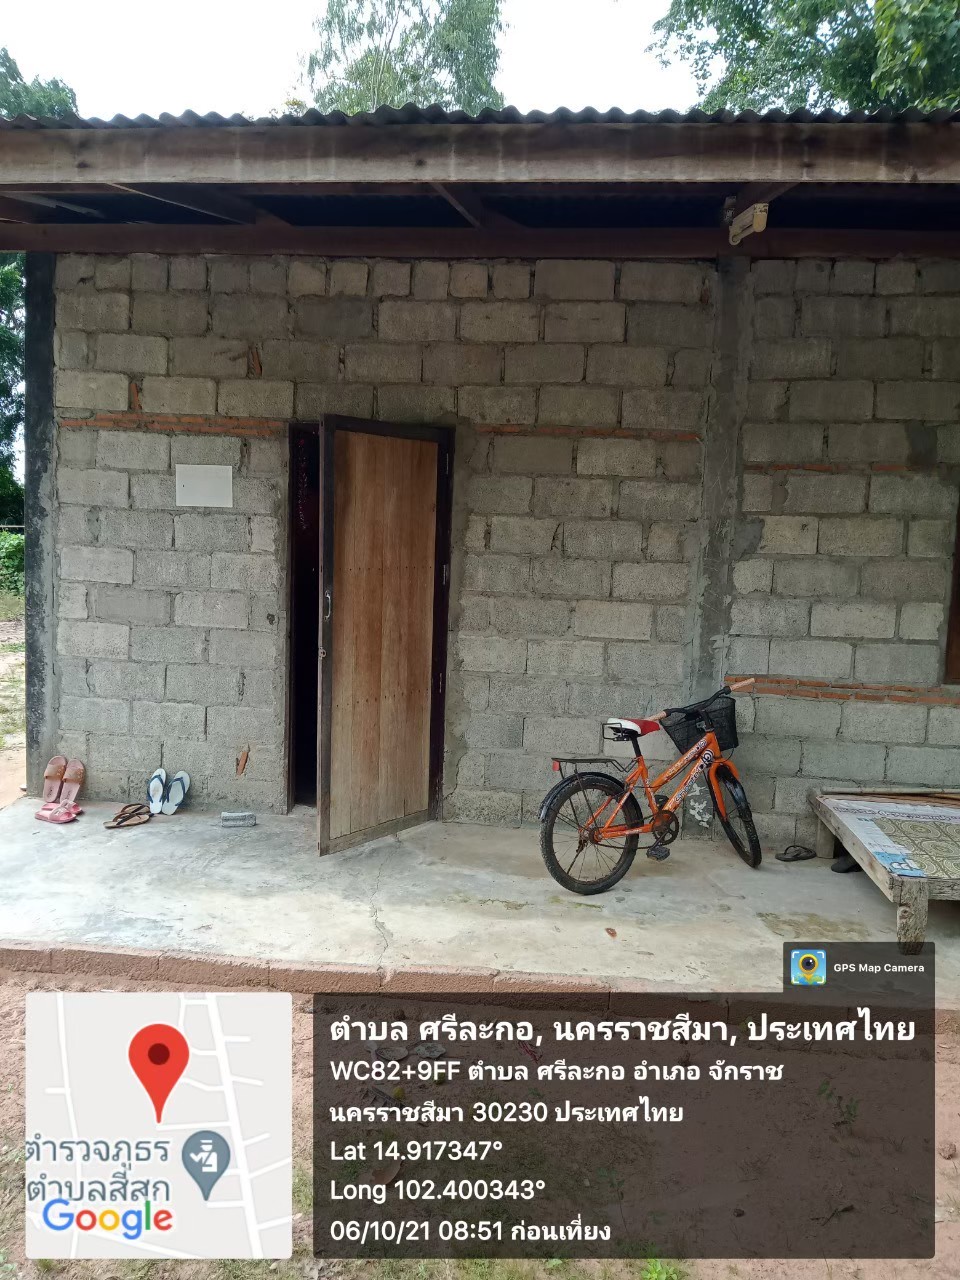 GPS Map Camera
ตำบล ศรีละกอ, นครราชสีมา, ประเทศไทย
WC82+9FF ตำบล ศรีละกอ อำเภอ จักราช
นครราชสีมา 30230 ประเทศไทย
Lat 14.917347°
Long 102.400343°
06/10/21 08:51 ก่อนเที่ยง
ตำรวจภูธร
ตำบลสีสุก
Google